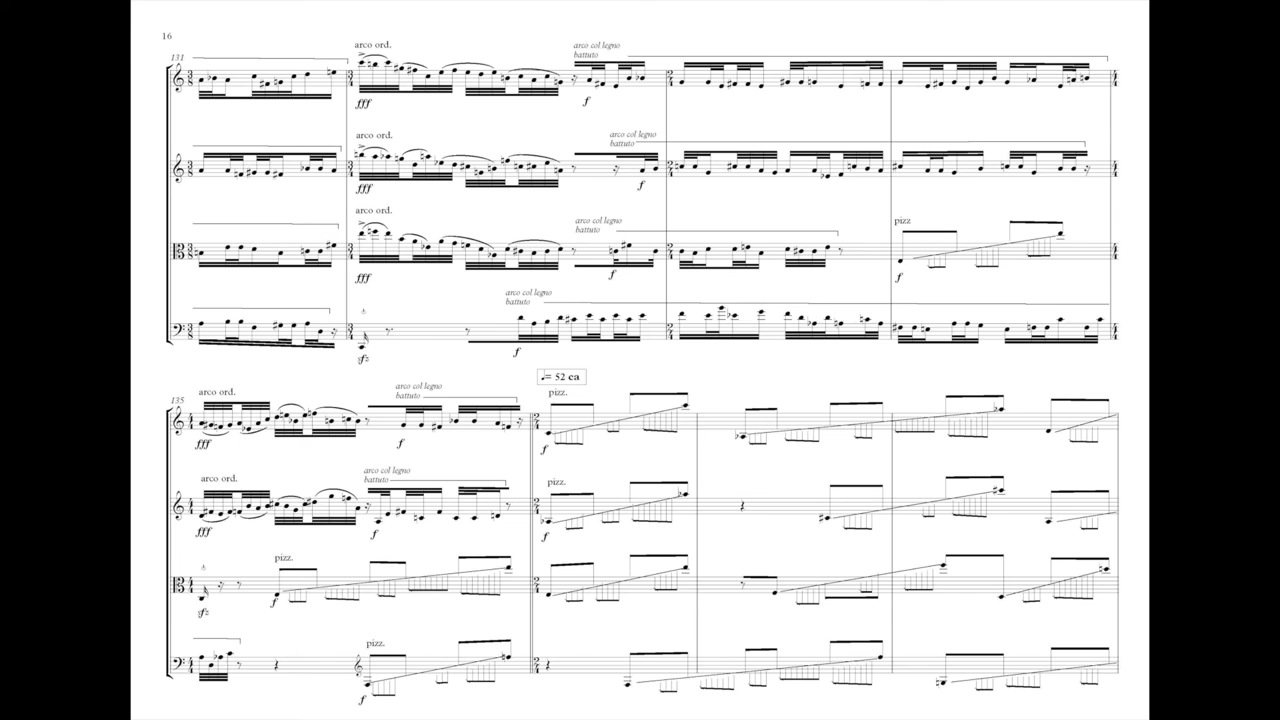 16
131
arco ord.
arco col legno
battuto
fff
f
arco ord.
arco col legno
battuto
fff
f
arco ord.
arco col legno
battuto
pizz
fff
f
f
arco col legno
battuto
sfz
f
135
arco ord.
arco col legno
battuto
♩= 52 ca
pizz.
fff
f
f
arco ord.
arco col legno
battuto
pizz.
fff
f
f
pizz.
sfz
f
pizz.
f